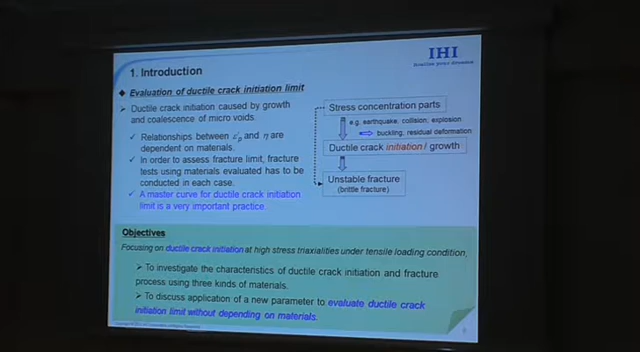 IHI
Realize your dreams
1. Introduction
◆ Evaluation of ductile crack initiation limit
➢ Ductile crack initiation caused by growth
and coalescence of micro voids.
✓ Relationships between and η are
dependent on materials.
✓ In order to assess fracture limit, fracture
tests using materials evaluated has to be
conducted in each case.
✓ A master curve for ductile crack initiation
limit is a very important practice.
Stress concentration parts
e.g. earthquake, collision, explosion
buckling, residual deformation
Ductile crack initiation / growth
Unstable fracture
(brittle fracture)
Objectives
Focusing on ductile crack initiation at high stress triaxialities under tensile loading condition,
➢ To investigate the characteristics of ductile crack initiation and fracture
process using three kinds of materials.
➢ To discuss application of a new parameter to evaluate ductile crack
initiation limit without depending on materials.